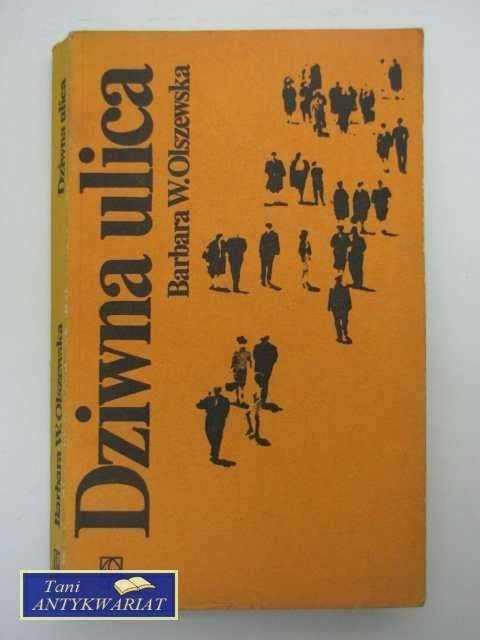 Dziwna ulica
Barbara W. Olszewska
Barbara W. Olszewska
Dziwna ulica
Tani
ANTYKWARIAT